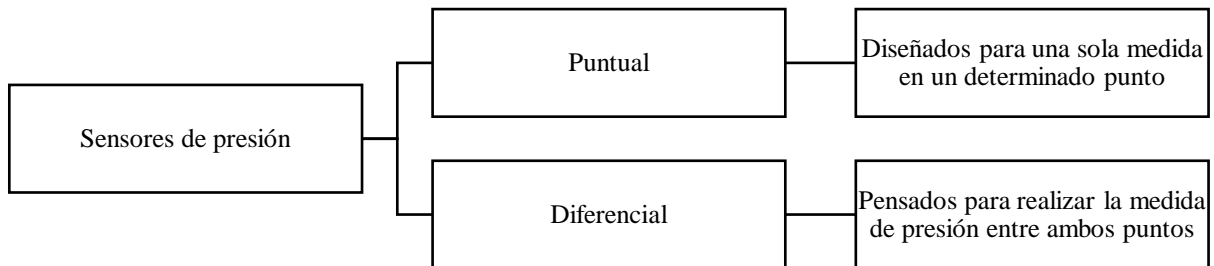 Sensores de presión
Puntual
Diseñados para una sola medida
en un determinado punto
Diferencial
Pensados para realizar la medida
de presión entre ambos puntos